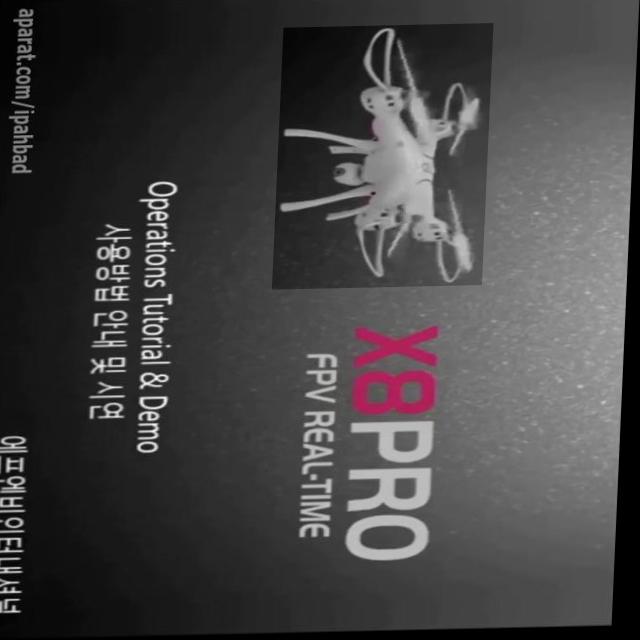 X8PRO
FPV REAL-TIME
Operations Tutorial & Demo
사용방법 안내 및 시연
aparat.com/ipahbad